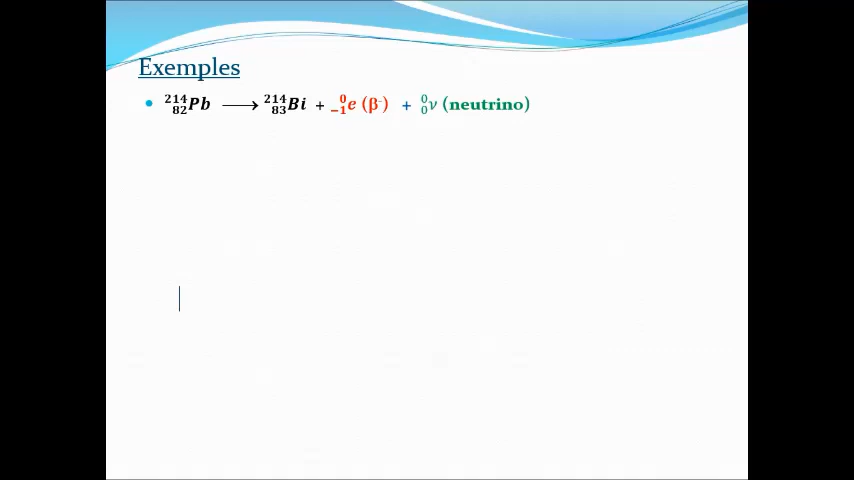 Exemples
• ²¹⁴₈₂Pb ⟶ ²¹⁴₈₃Bi + ⁰₋₁e (β⁻) + ⁰₀ν (neutrino)